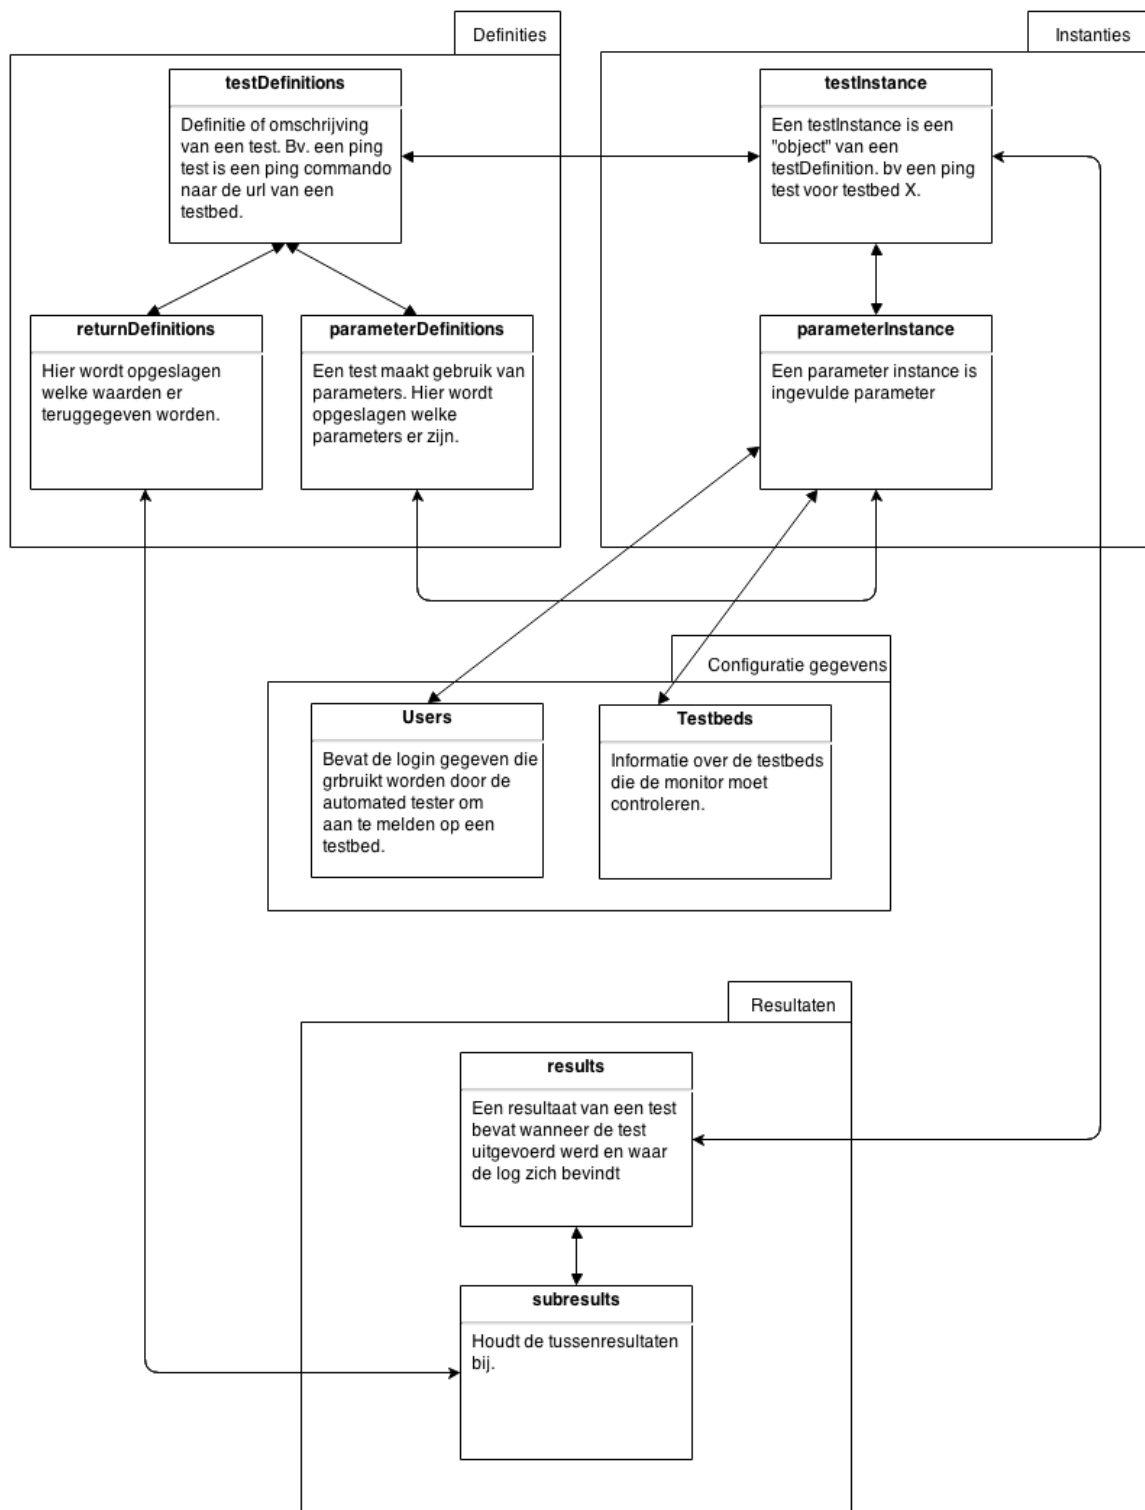 Definities
testDefinitions
Definitie of omschrijving
van een test. Bv. een ping
test is een ping commando
naar de url van een
testbed.
returnDefinitions
Hier wordt opgeslagen
welke waarden er
teruggegeven worden.
parameterDefinitions
Een test maakt gebruik van
parameters. Hier wordt
opgeslagen welke
parameters er zijn.
Instanties
testInstance
Een testInstance is een
"object" van een
testDefinition. bv een ping
test voor testbed X.
parameterInstance
Een parameter instance is
ingevulde parameter
Configuratie gegevens
Users
Bevat de login gegeven die
grbruikt worden door de
automated tester om
aan te melden op een
testbed.
Testbeds
Informatie over de testbeds
die de monitor moet
controleren.
Resultaten
results
Een resultaat van een test
bevat wanneer de test
uitgevoerd werd en waar
de log zich bevindt
subresults
Houdt de tussenresultaten
bij.